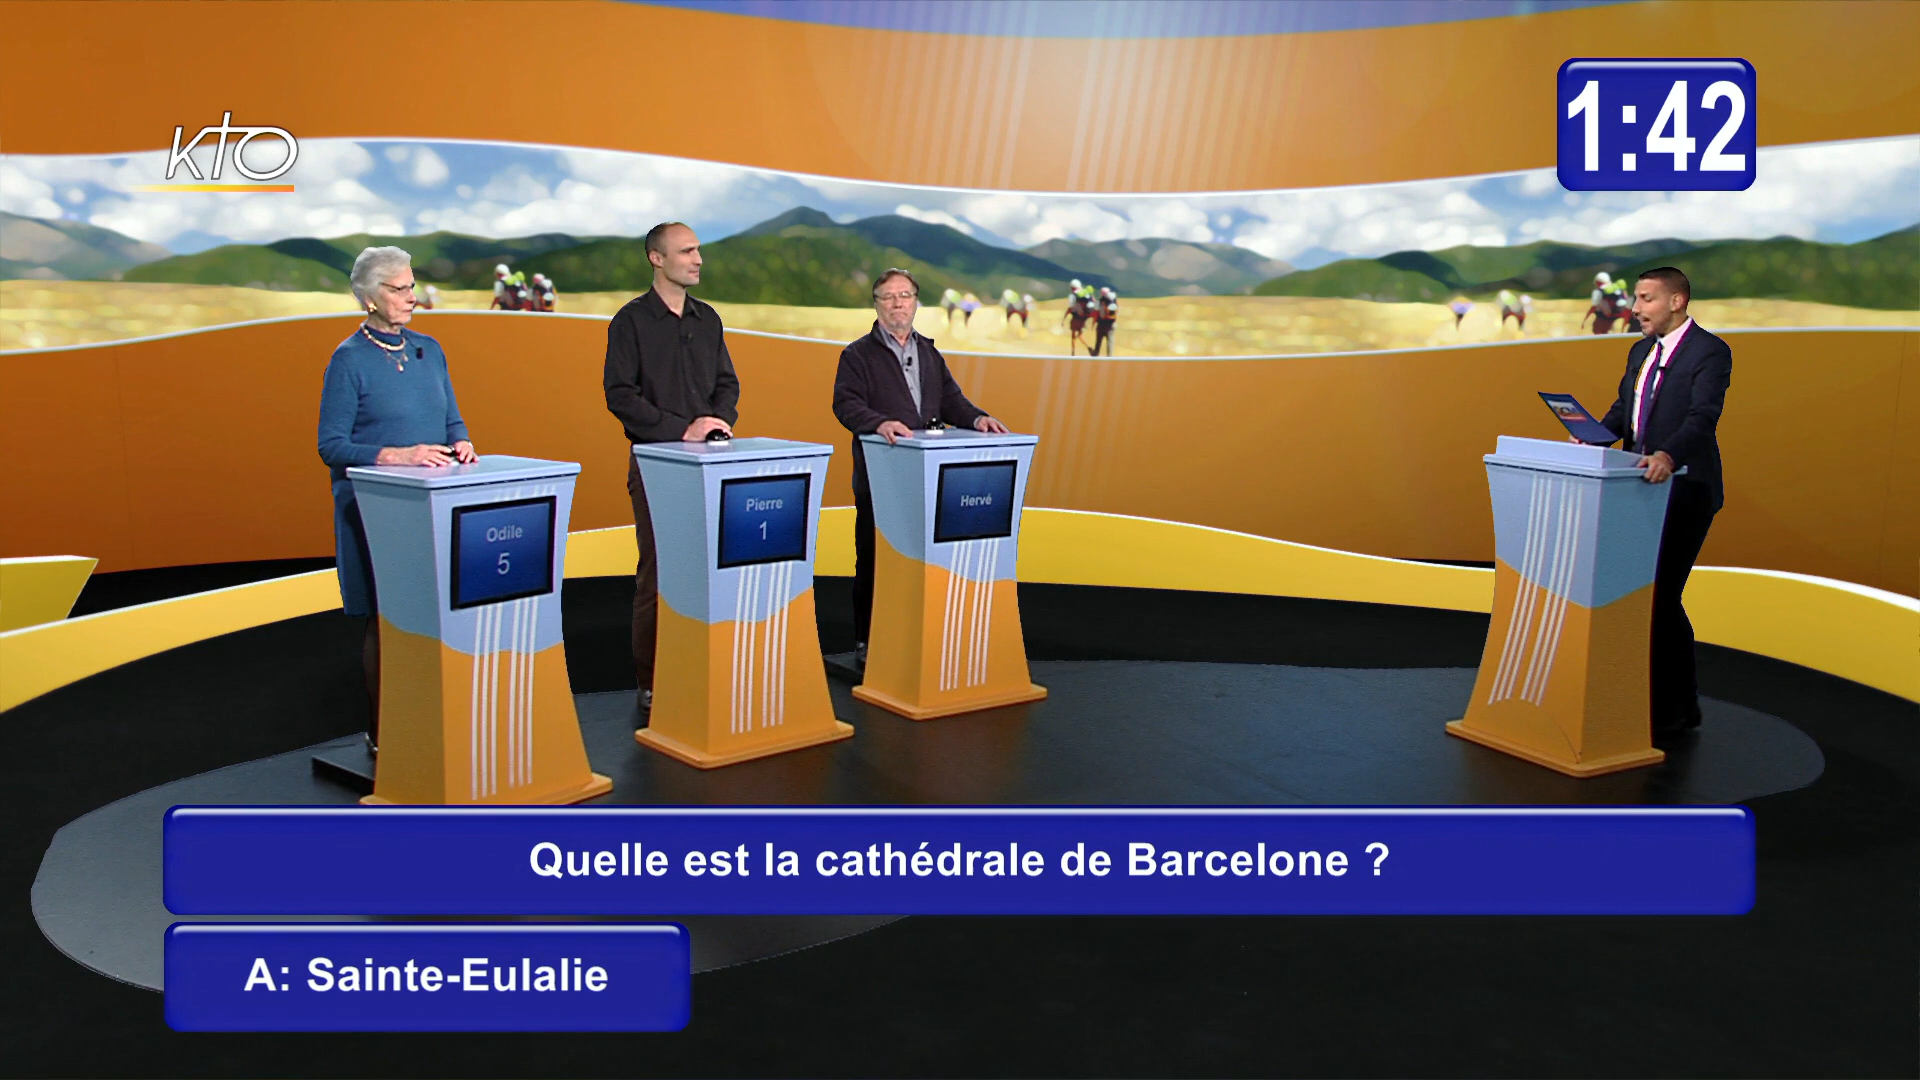 KTO
1:42
Odile
5
Pierre
1
Hervé
Quelle est la cathédrale de Barcelone ?
A: Sainte-Eulalie